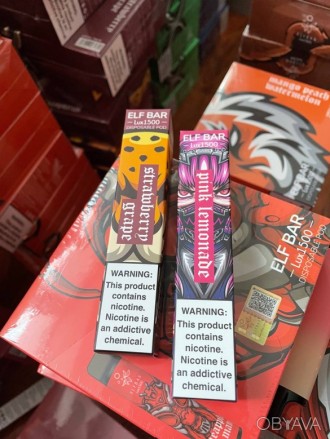 ELF BAR
Lux1500
DISPOSABLE POD
strawberry
grape
WARNING:
This product
contains
nicotine.
Nicotine is
an addictive
chemical.
ELF BAR
Lux1500
DISPOSABLE POD
pink lemonade
WARNING:
This product
contains
nicotine.
Nicotine is
an addictive
chemical.
mango peach
watermelon
ELF BAR
Lux1500
DISPOSABLE POD
OBYAVA